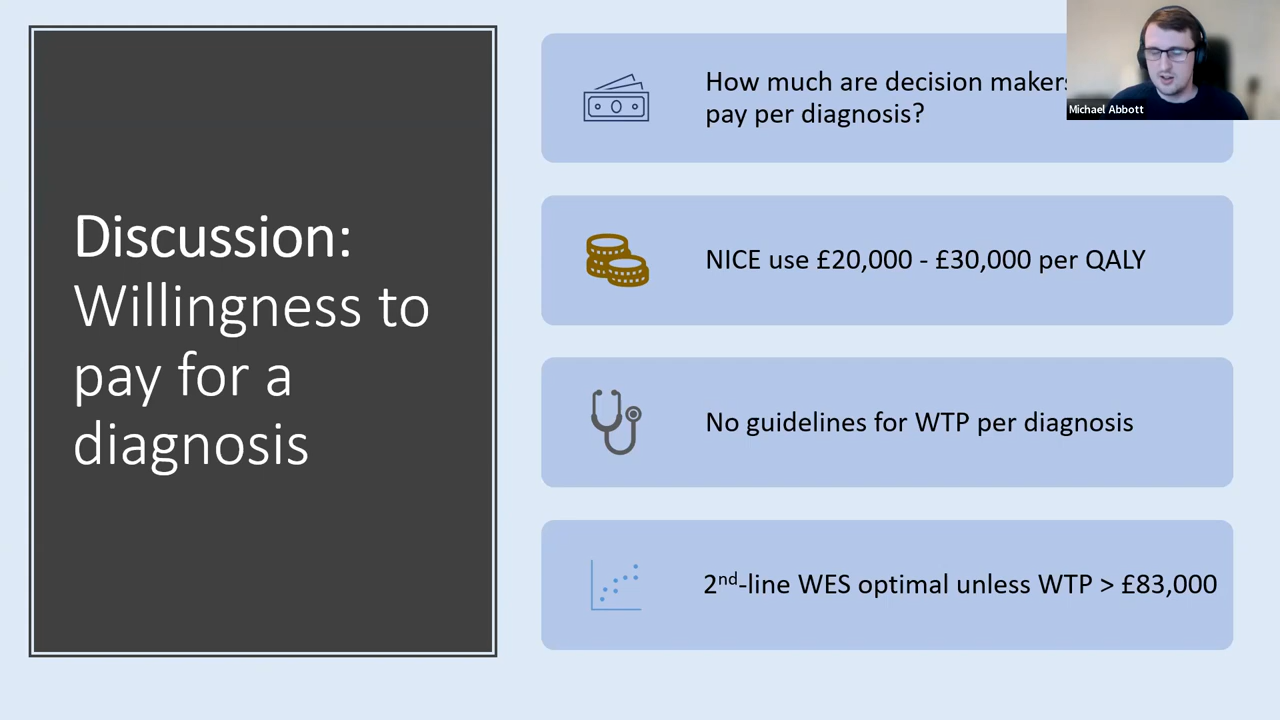 Discussion:
Willingness to
pay for a
diagnosis
How much are decision makers
pay per diagnosis?
NICE use £20,000 - £30,000 per QALY
No guidelines for WTP per diagnosis
2nd-line WES optimal unless WTP > £83,000
Michael Abbott